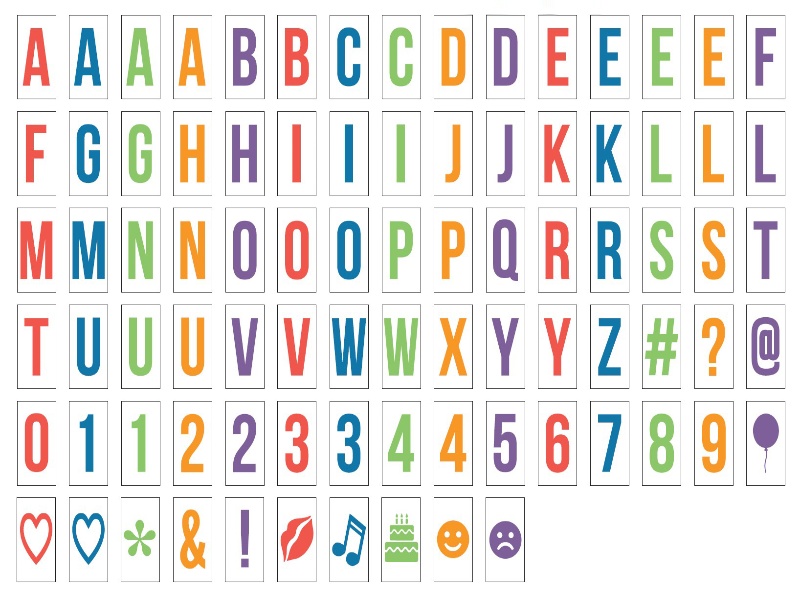 A A A A B B C C D D E E E E F
F G G H H I I I J J K K L L L
M M N N O O O P P Q R R S S T
T U U U V V W W X Y Y Z # ? @
0 1 1 2 2 3 3 4 4 5 6 7 8 9
* & !